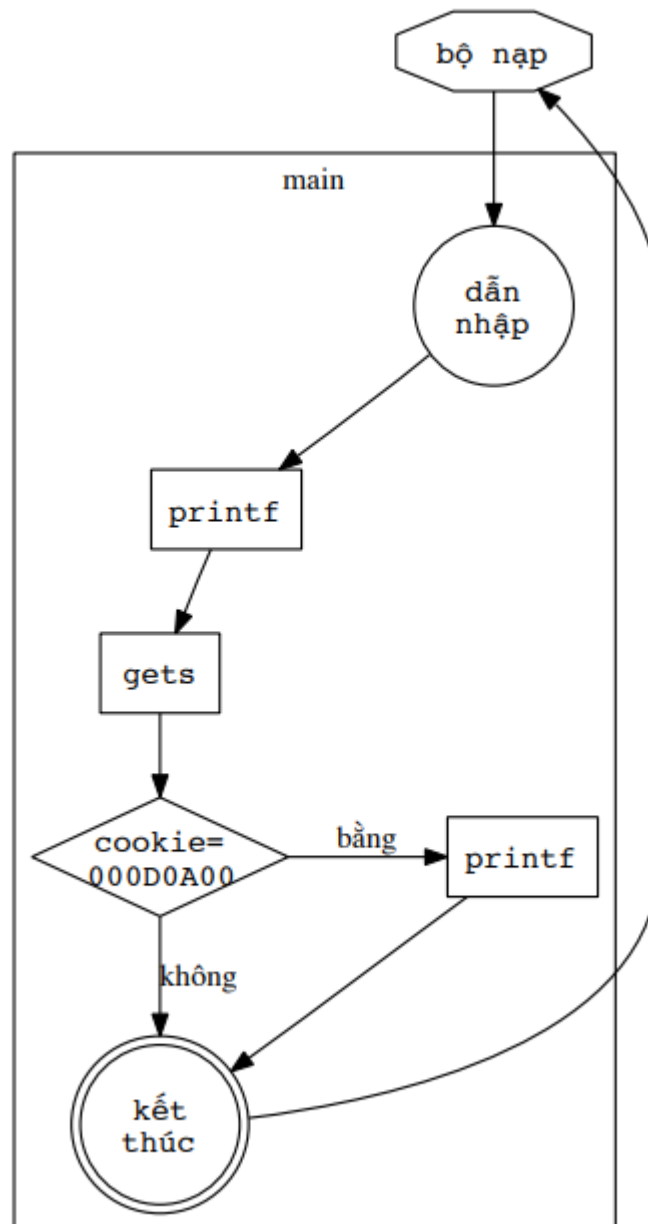 bộ nạp
main
dẫn
nhập
printf
gets
cookie=
000D0A00
bằng
printf
không
kết
thúc